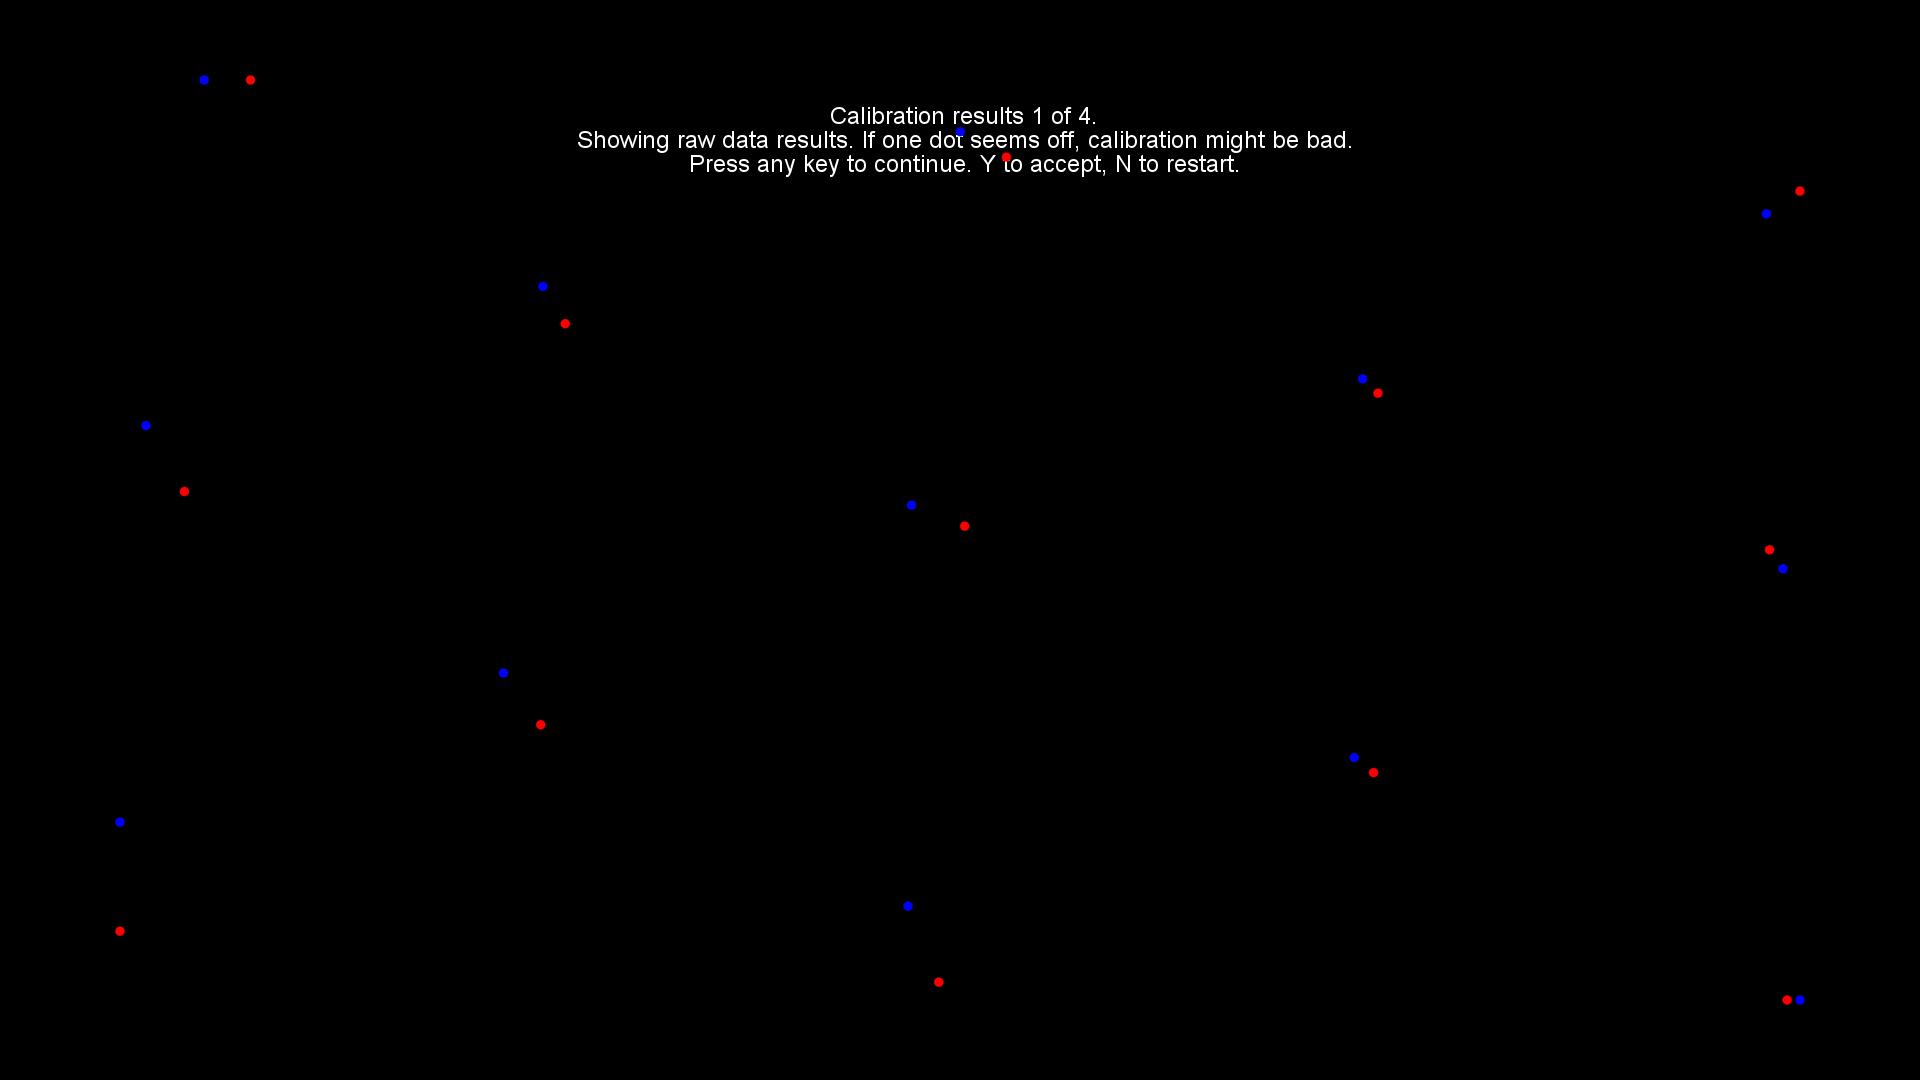 Calibration results 1 of 4.
Showing raw data results. If one dot seems off, calibration might be bad.
Press any key to continue. Y to accept, N to restart.